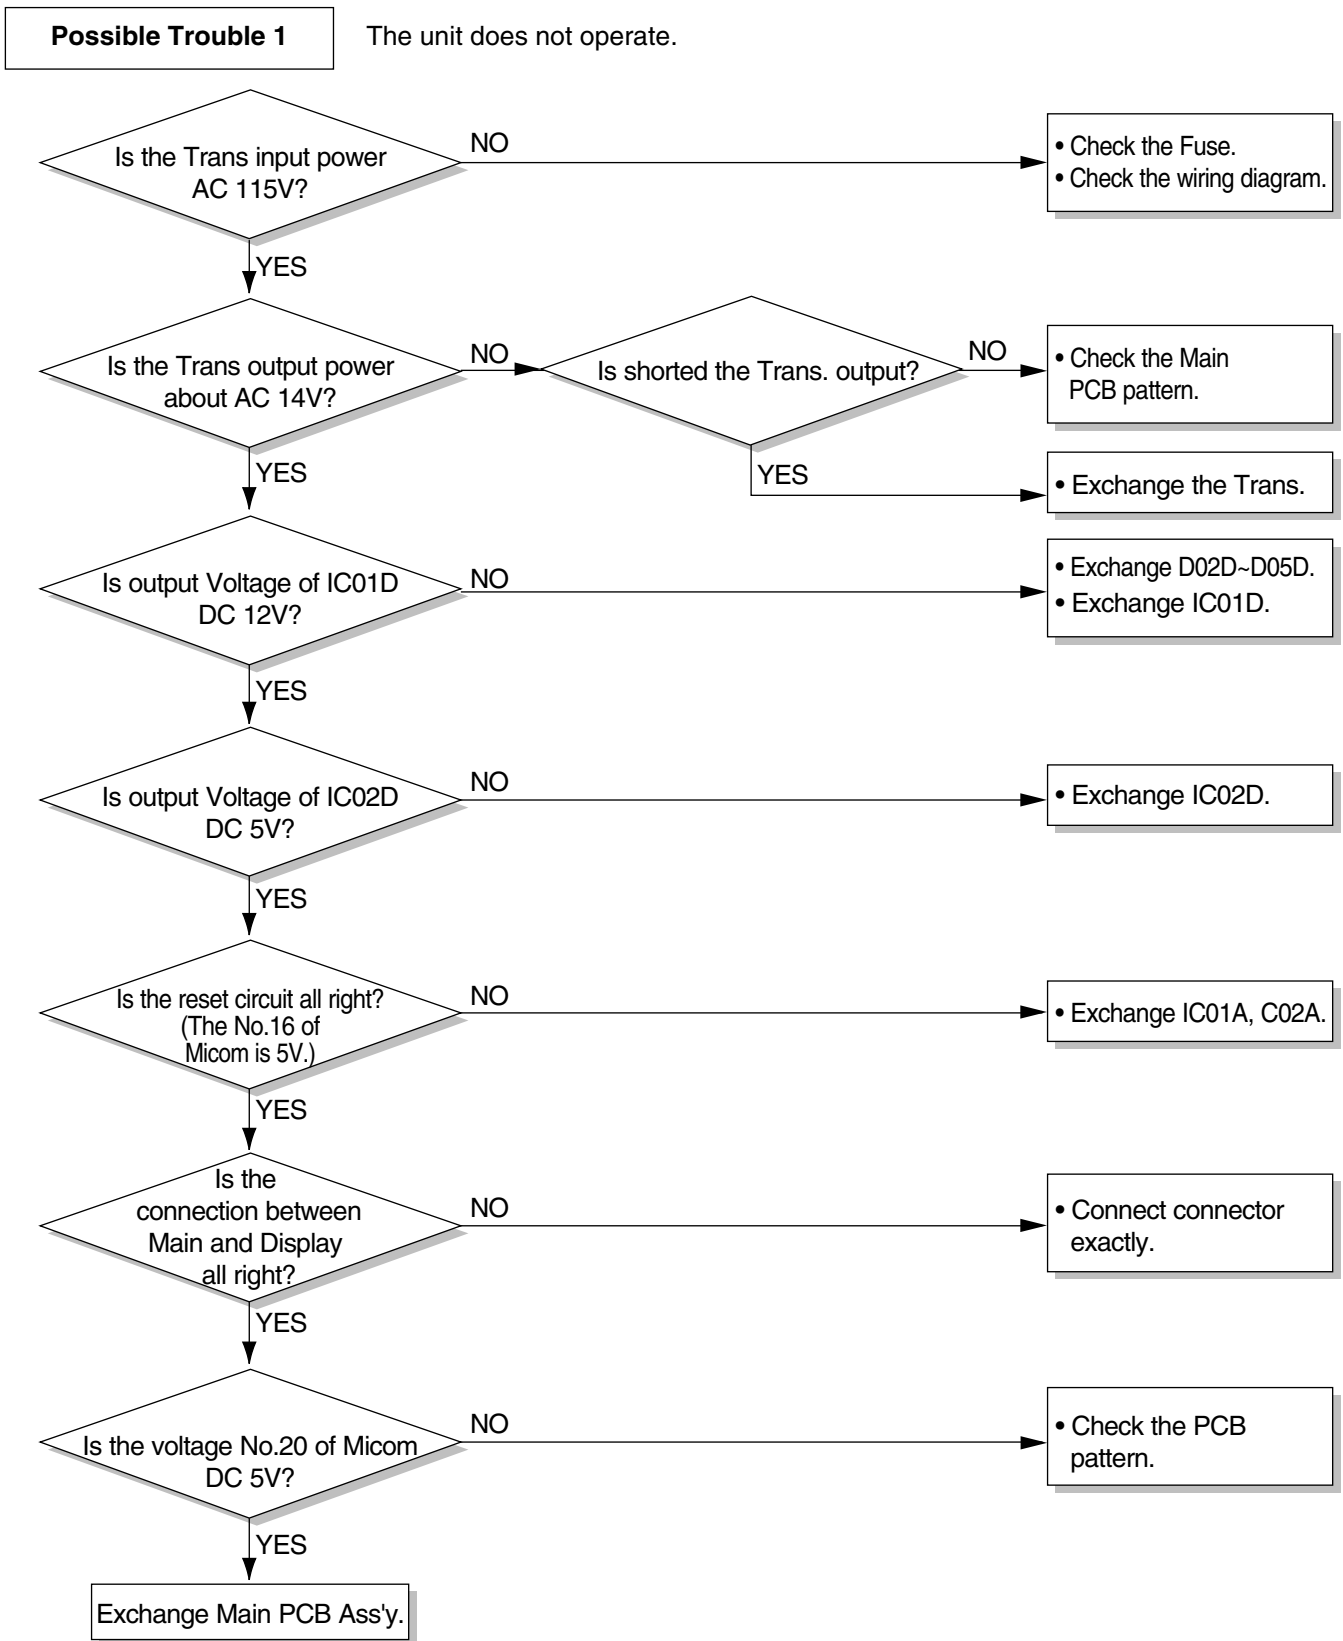 Possible Trouble 1
The unit does not operate.
Is the Trans input power
AC 115V?
NO
• Check the Fuse.
• Check the wiring diagram.
YES
Is the Trans output power
about AC 14V?
NO
Is shorted the Trans. output?
NO
• Check the Main
PCB pattern.
YES
• Exchange the Trans.
YES
Is output Voltage of IC01D
DC 12V?
NO
• Exchange D02D~D05D.
• Exchange IC01D.
YES
Is output Voltage of IC02D
DC 5V?
NO
• Exchange IC02D.
YES
Is the reset circuit all right?
(The No.16 of
Micom is 5V.)
NO
• Exchange IC01A, C02A.
YES
Is the
connection between
Main and Display
all right?
NO
• Connect connector
exactly.
YES
Is the voltage No.20 of Micom
DC 5V?
NO
• Check the PCB
pattern.
YES
Exchange Main PCB Ass'y.